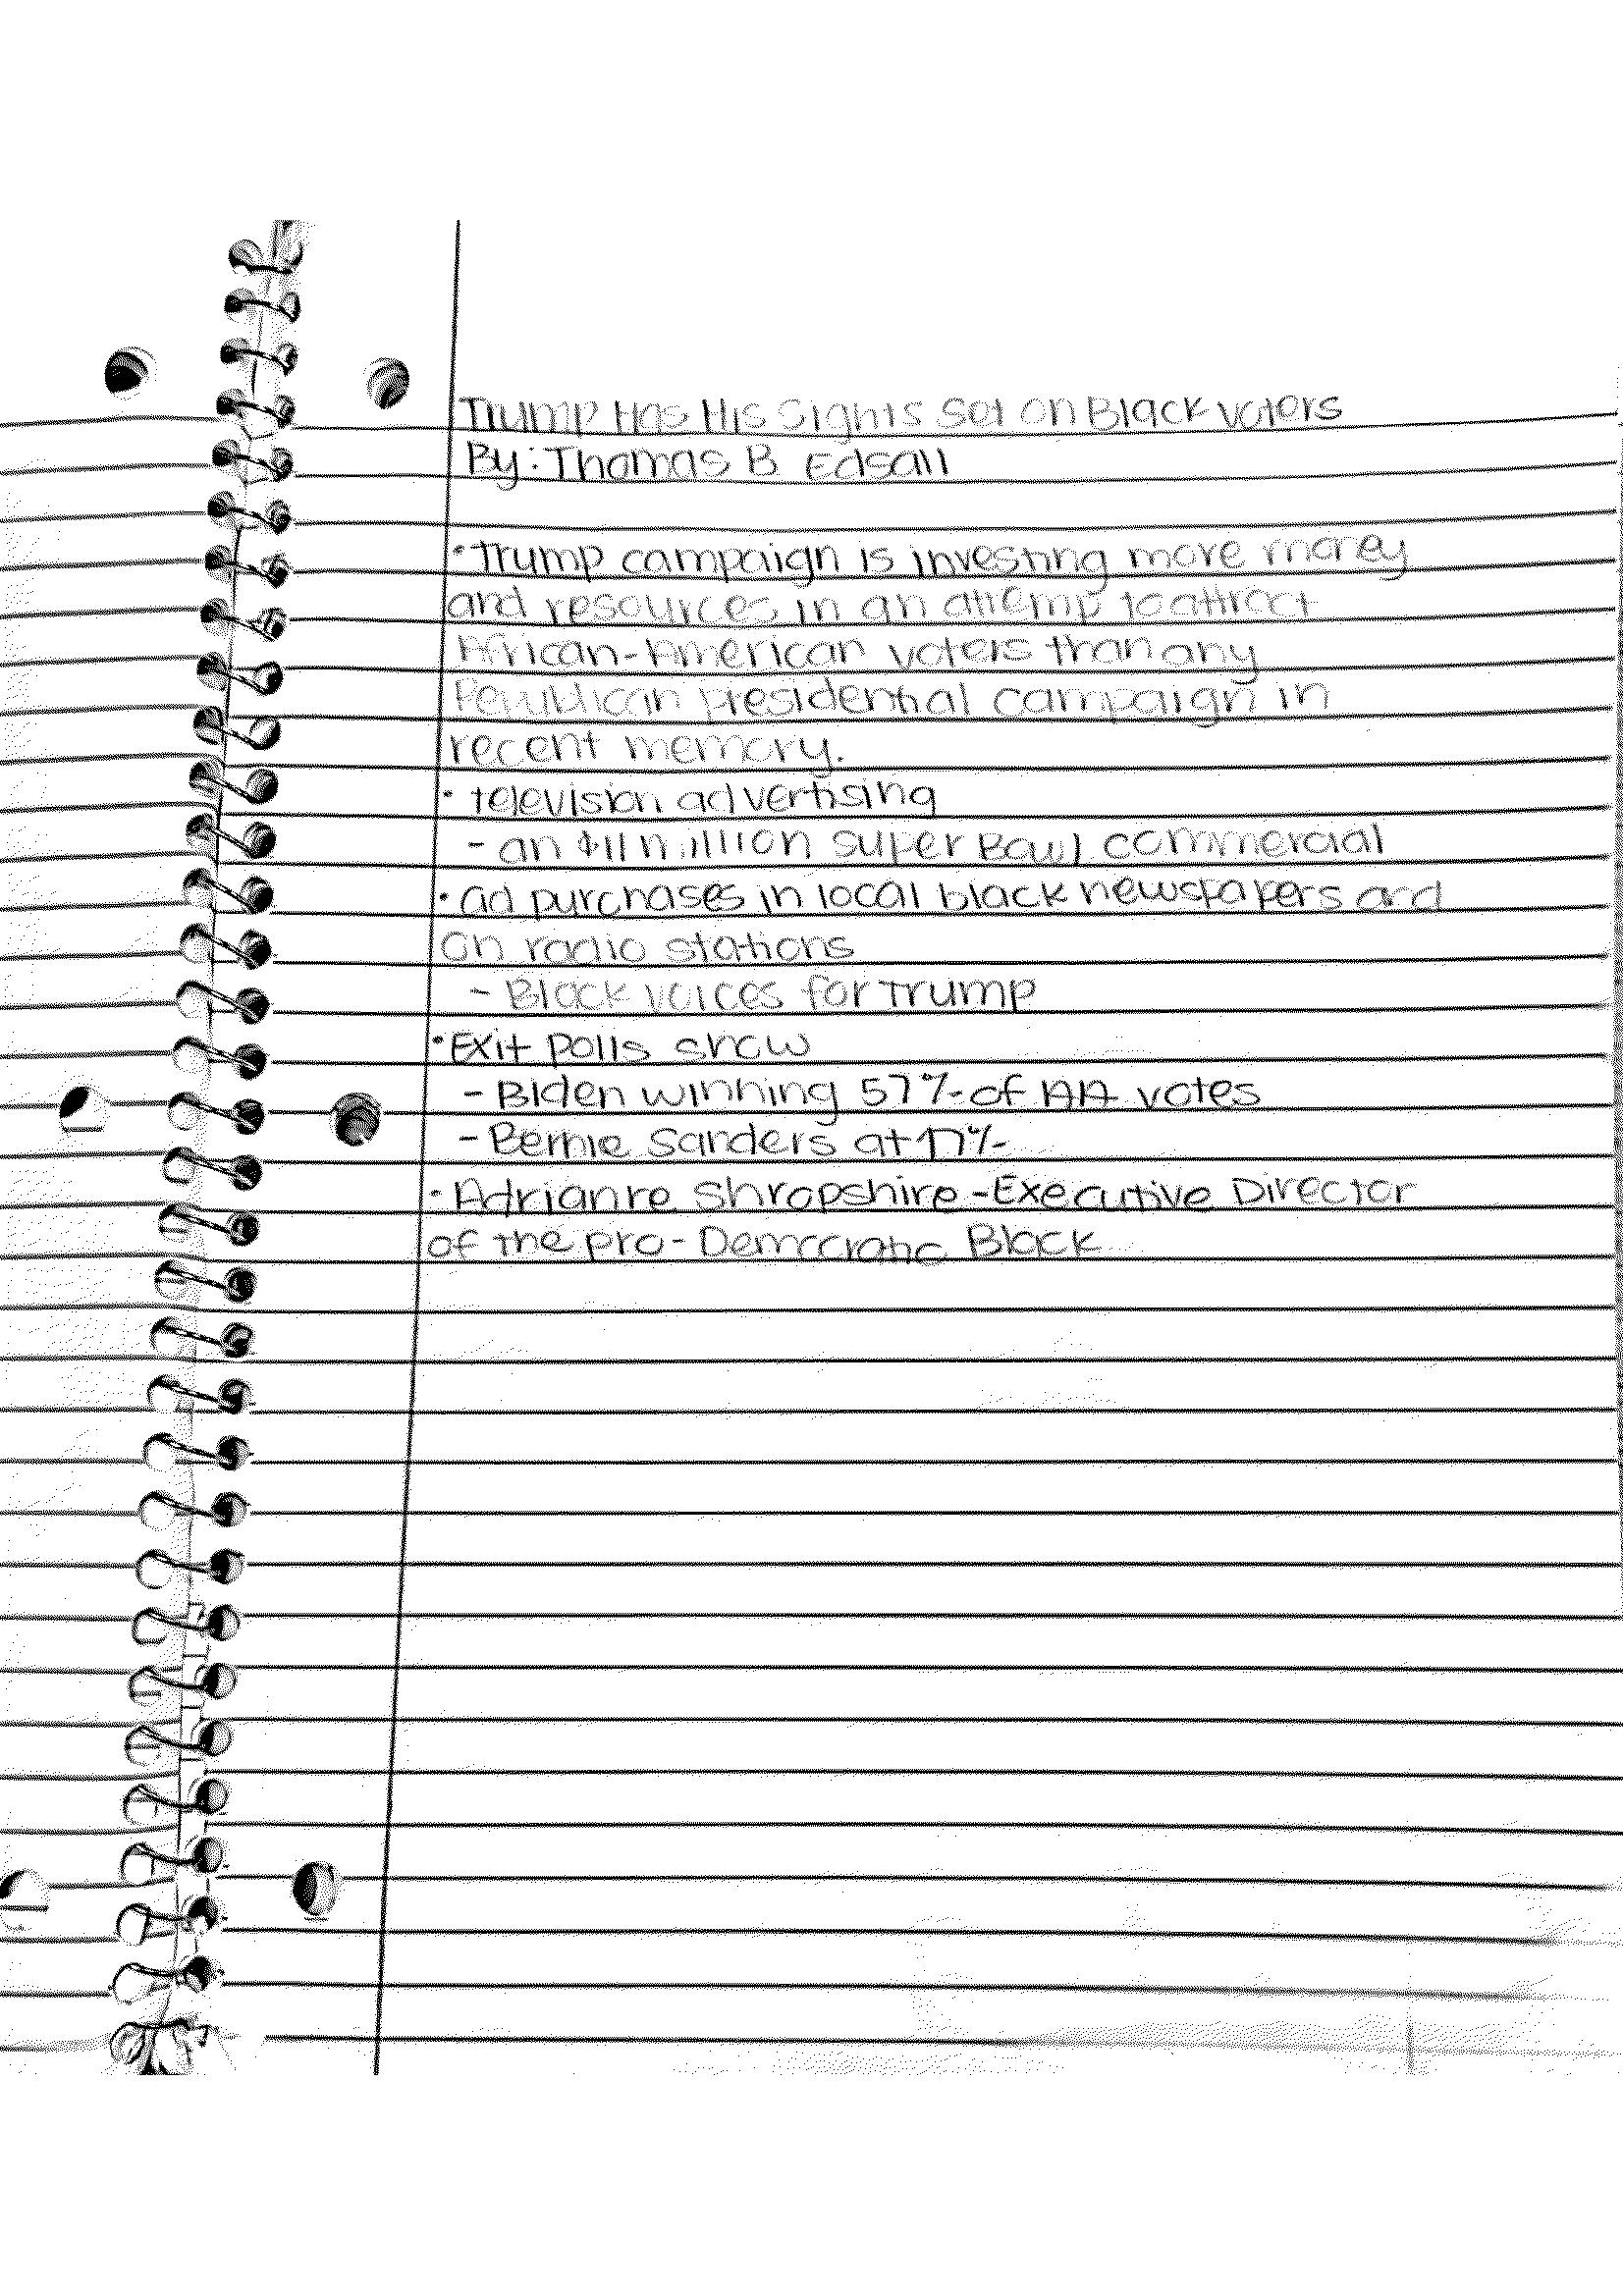 Trump Has His Sights Set On Black Voters
By: Thomas B. Edsall
• Trump campaign is investing more money
and resources in an attemp to attract
African-American voters than any
Republican presidential campaign in
recent memory.
• television advertising
- an $11 million super Bowl commercial
• ad purchases in local black newspapers and
on radio stations
- Black voices for Trump
• Exit polls show
- Biden winning 57% of AA votes
- Bernie Sanders at 17%
• Adrianne Shropshire - Executive Director
of the pro-Democratic Black